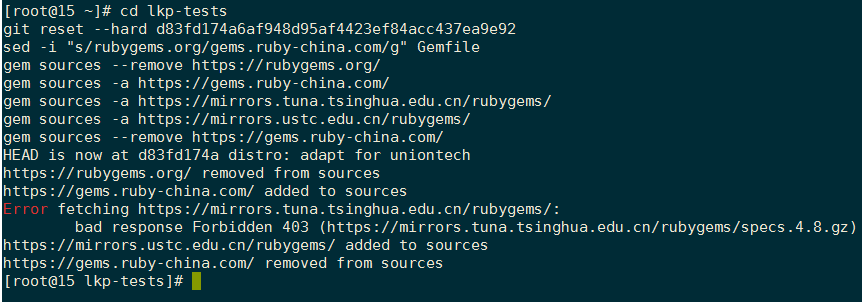 [root@15 ~]# cd lkp-tests
git reset --hard d83fd174a6af948d95af4423ef84acc437ea9e92
sed -i "s/rubygems.org/gems.ruby-china.com/g" Gemfile
gem sources --remove https://rubygems.org/
gem sources -a https://gems.ruby-china.com/
gem sources -a https://mirrors.tuna.tsinghua.edu.cn/rubygems/
gem sources -a https://mirrors.ustc.edu.cn/rubygems/
gem sources --remove https://gems.ruby-china.com/
HEAD is now at d83fd174a distro: adapt for uniontech
https://rubygems.org/ removed from sources
https://gems.ruby-china.com/ added to sources
Error fetching https://mirrors.tuna.tsinghua.edu.cn/rubygems/:
        bad response Forbidden 403 (https://mirrors.tuna.tsinghua.edu.cn/rubygems/specs.4.8.gz)
https://mirrors.ustc.edu.cn/rubygems/ added to sources
https://gems.ruby-china.com/ removed from sources
[root@15 lkp-tests]#